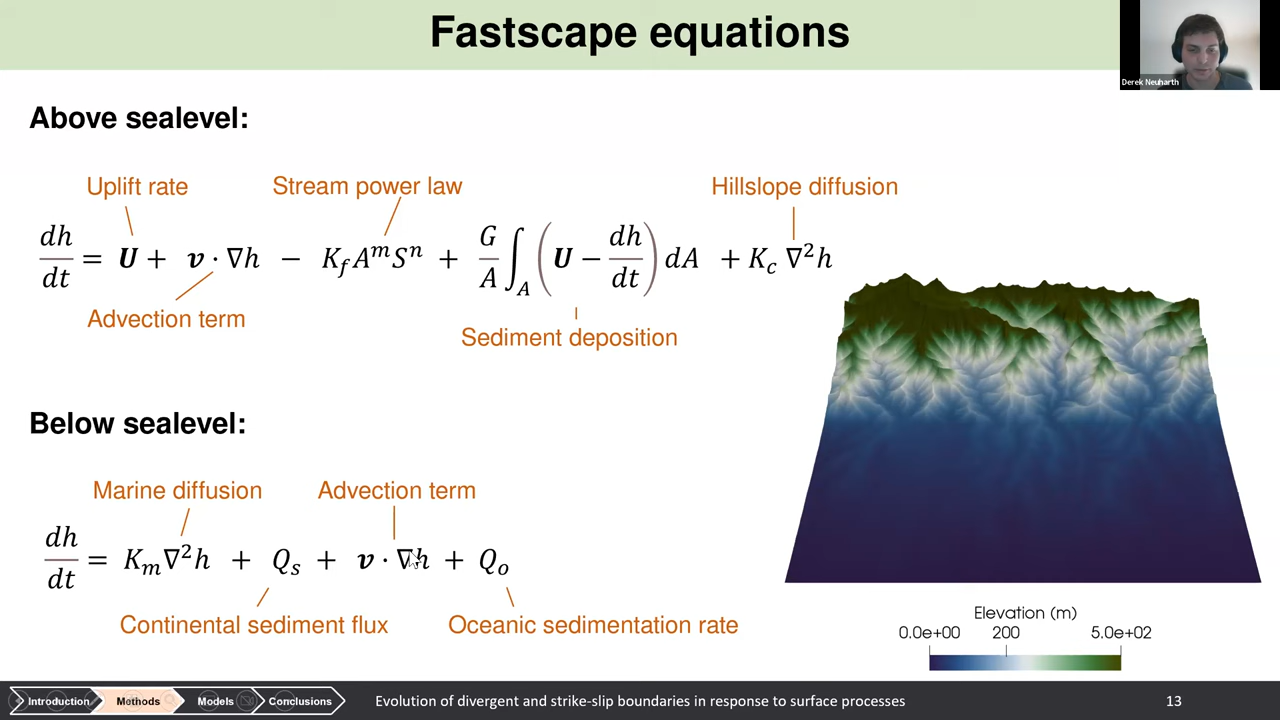 Fastscape equations
Derek Neuharth
Above sealevel:
Uplift rate
Stream power law
Hillslope diffusion
dh/dt = U + v · ∇h − K_f A^m S^n + G/A ∫_A (U − dh/dt) dA + K_c ∇²h
Advection term
Sediment deposition
Below sealevel:
Marine diffusion
Advection term
dh/dt = K_m ∇²h + Q_s + v · ∇h + Q_o
Continental sediment flux
Oceanic sedimentation rate
Elevation (m)
0.0e+00 200 5.0e+02
Introduction Methods Models Conclusions
Evolution of divergent and strike-slip boundaries in response to surface processes
13